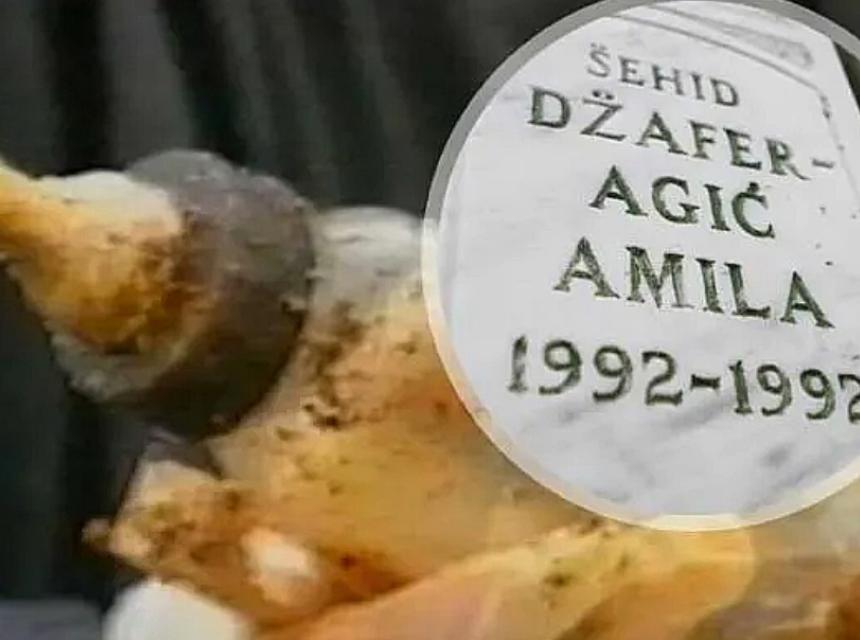 ŠEHID
DŽAFER-
AGIĆ
AMILA
1992-1992